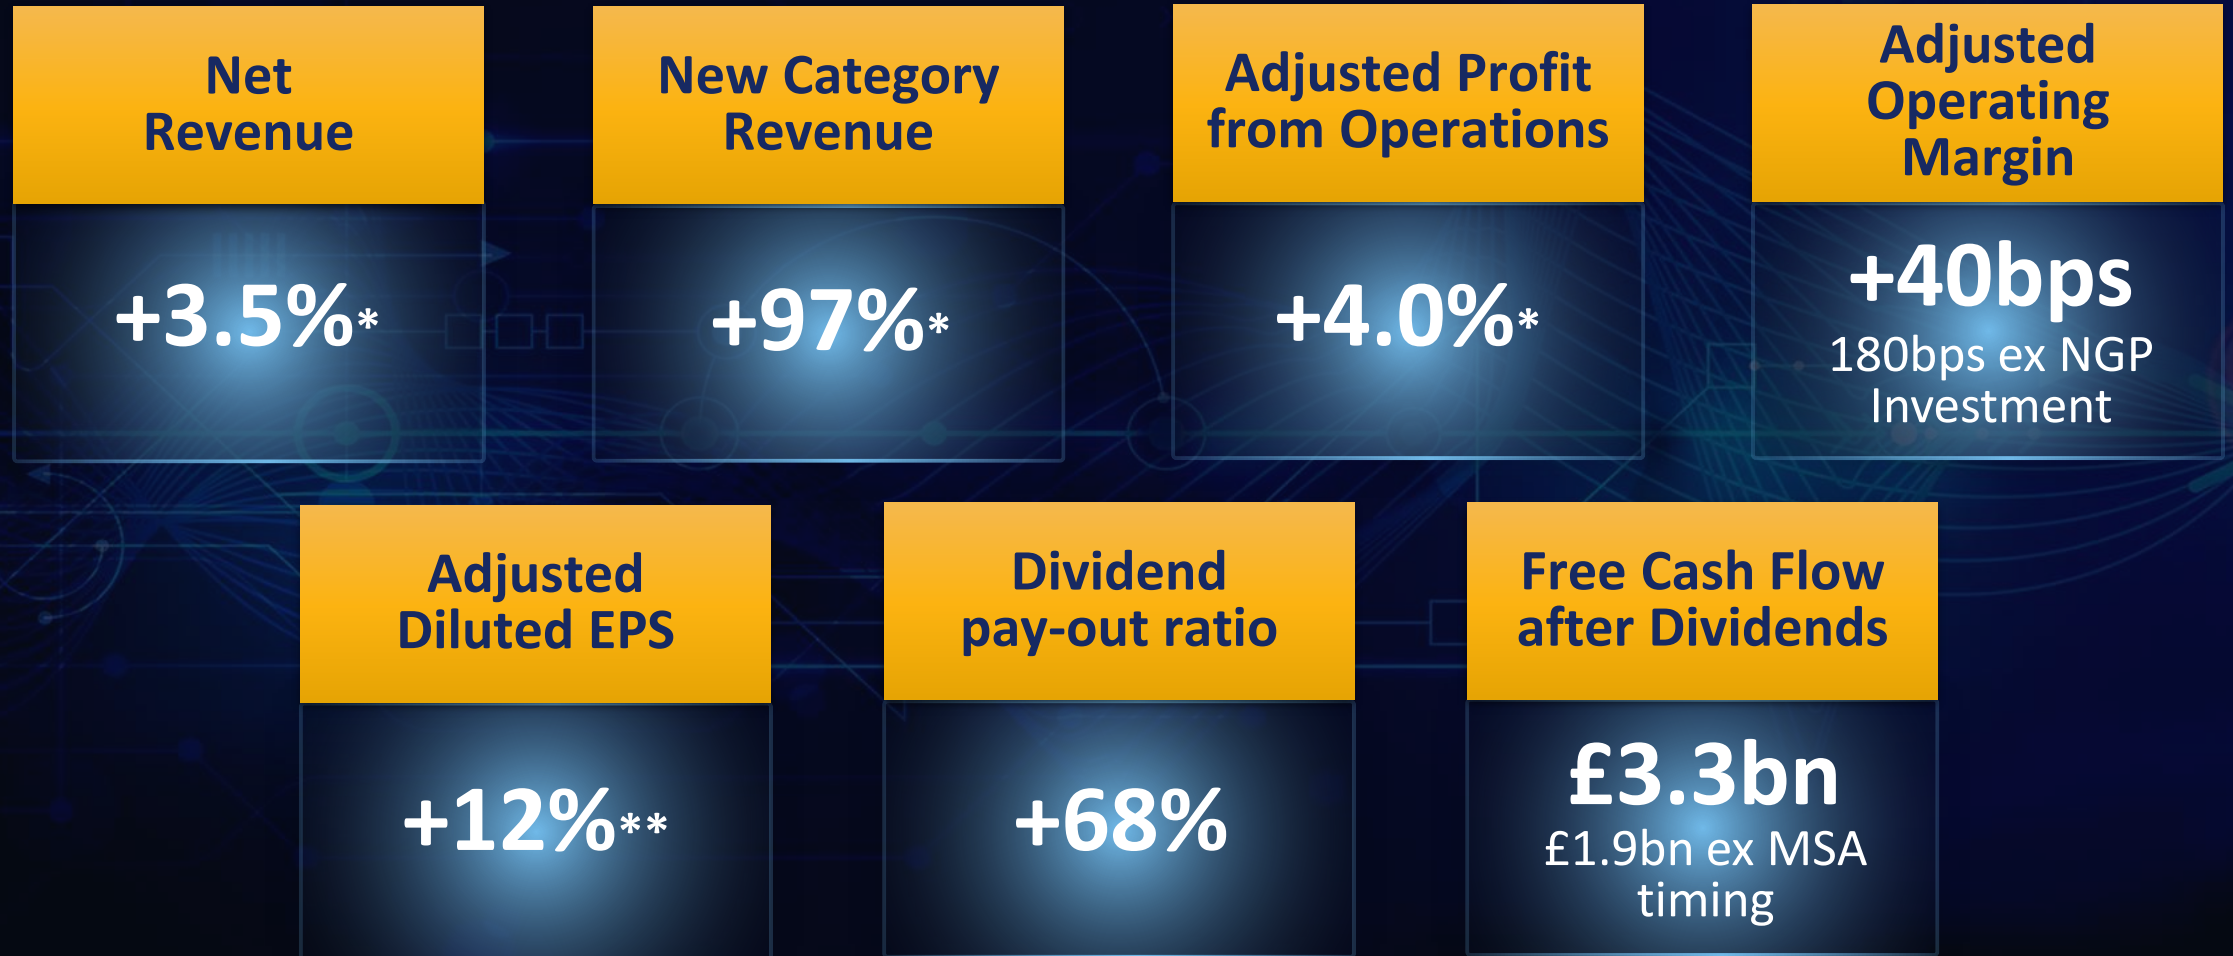 Net
Revenue
+3.5%*
New Category
Revenue
+97%*
Adjusted Profit
from Operations
+4.0%*
Adjusted
Operating
Margin
+40bps
180bps ex NGP
Investment
Adjusted
Diluted EPS
+12%**
Dividend
pay-out ratio
+68%
Free Cash Flow
after Dividends
£3.3bn
£1.9bn ex MSA
timing